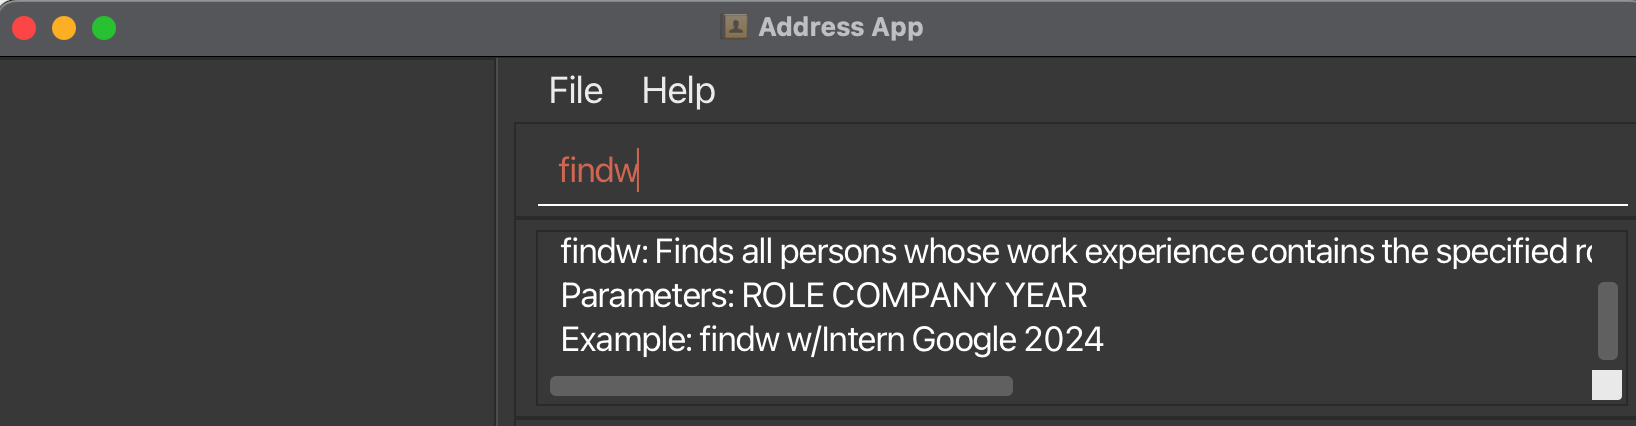 Address App
File Help
findw
findw: Finds all persons whose work experience contains the specified
Parameters: ROLE COMPANY YEAR
Example: findw w/Intern Google 2024